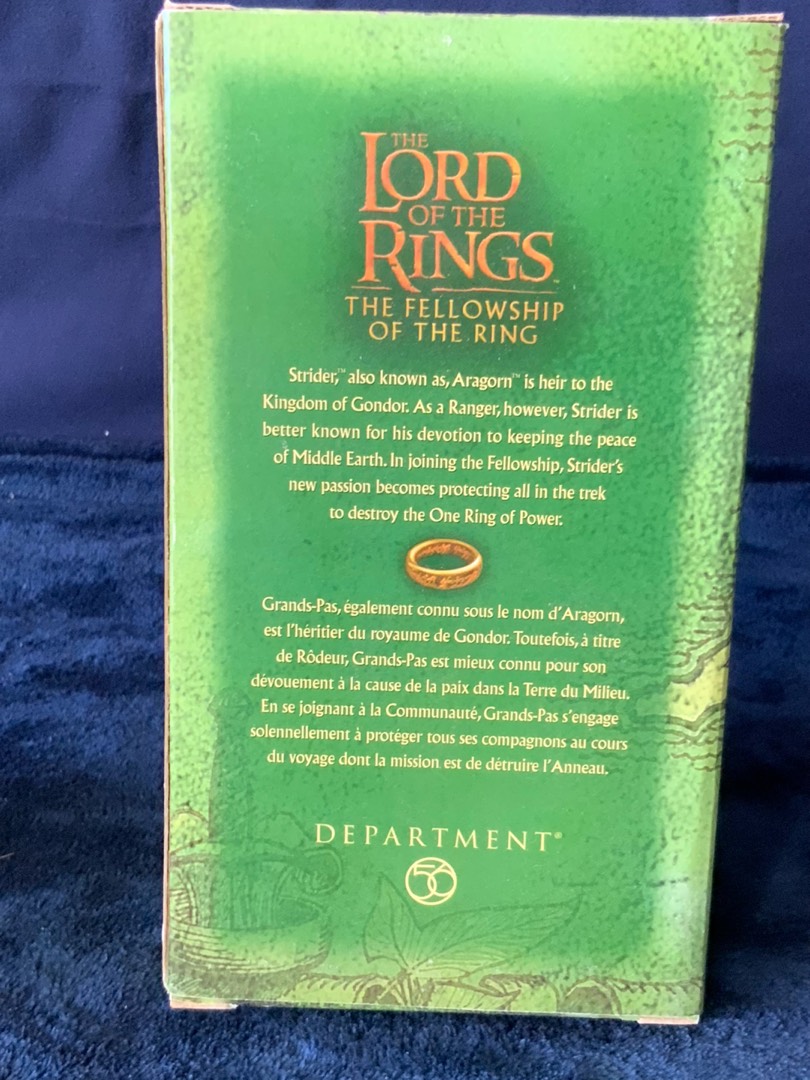 THE
LORD
OF THE
RINGS™
THE FELLOWSHIP
OF THE RING
Strider,™ also known as, Aragorn™ is heir to the
Kingdom of Gondor. As a Ranger, however, Strider is
better known for his devotion to keeping the peace
of Middle Earth. In joining the Fellowship, Strider's
new passion becomes protecting all in the trek
to destroy the One Ring of Power.
Grands-Pas, également connu sous le nom d'Aragorn,
est l'héritier du royaume de Gondor. Toutefois, à titre
de Rôdeur, Grands-Pas est mieux connu pour son
dévouement à la cause de la paix dans la Terre du Milieu.
En se joignant à la Communauté, Grands-Pas s'engage
solennellement à protéger tous ses compagnons au cours
du voyage dont la mission est de détruire l'Anneau.
DEPARTMENT®
56